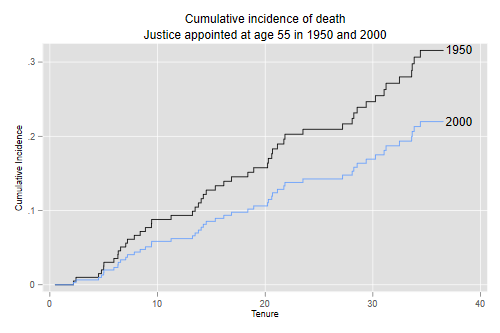 Cumulative incidence of death
Justice appointed at age 55 in 1950 and 2000
Cumulative Incidence
.3
.2
.1
0
1950
2000
0 10 20 30 40
Tenure